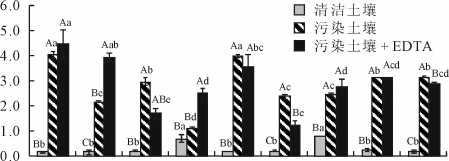 6.0
5.0
4.0
3.0
2.0
1.0
0.0
清洁土壤
污染土壤
污染土壤+EDTA
Bb Aa Aa
Cb Bc Aab
Bb Ab ABe
Ba Bd Ad
Bb Aa Abc
Cb Ac Be
Ba Ac Ad
Bb Ab Acd
Cb Ab Bcd